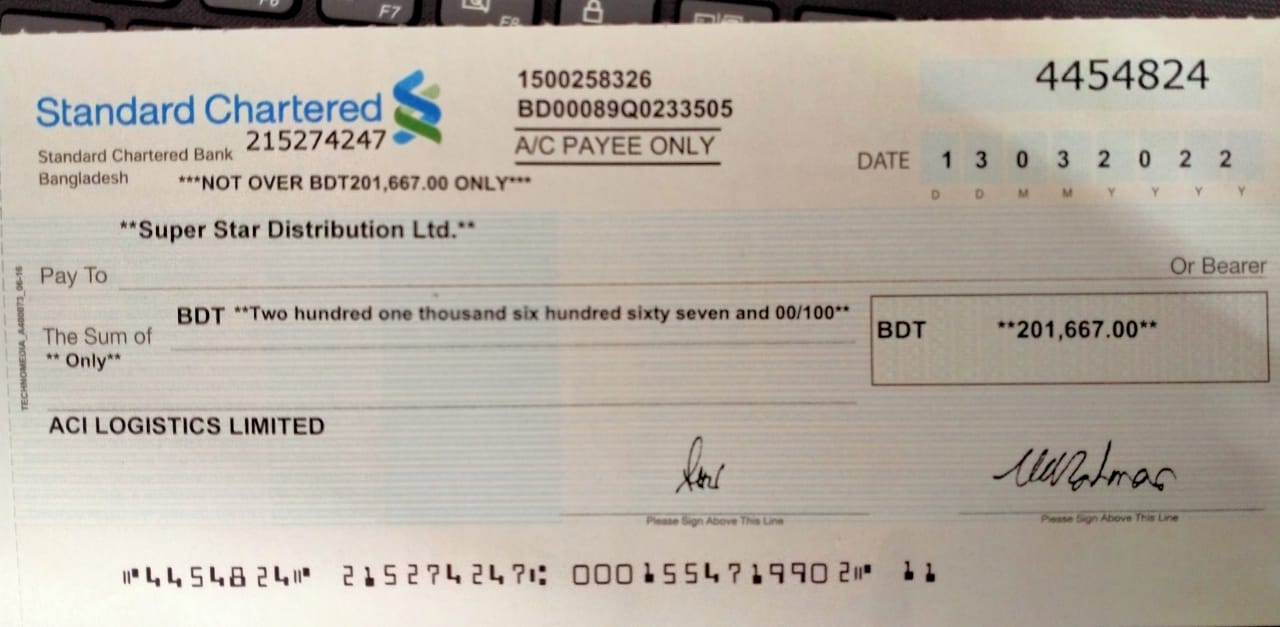 F6 F7 F8
Standard Chartered
Standard Chartered Bank 215274247
Bangladesh
1500258326
BD00089Q0233505
A/C PAYEE ONLY
4454824
DATE 1 3 0 3 2 0 2 2
D D M M Y Y Y Y
***NOT OVER BDT201,667.00 ONLY***
**Super Star Distribution Ltd.**
Pay To
Or Bearer
BDT **Two hundred one thousand six hundred sixty seven and 00/100**
The Sum of
** Only**
BDT **201,667.00**
ACI LOGISTICS LIMITED
Please Sign Above This Line
Please Sign Above This Line
⑈4454824⑈ 215274247⑆ 0001554719902⑈ 11